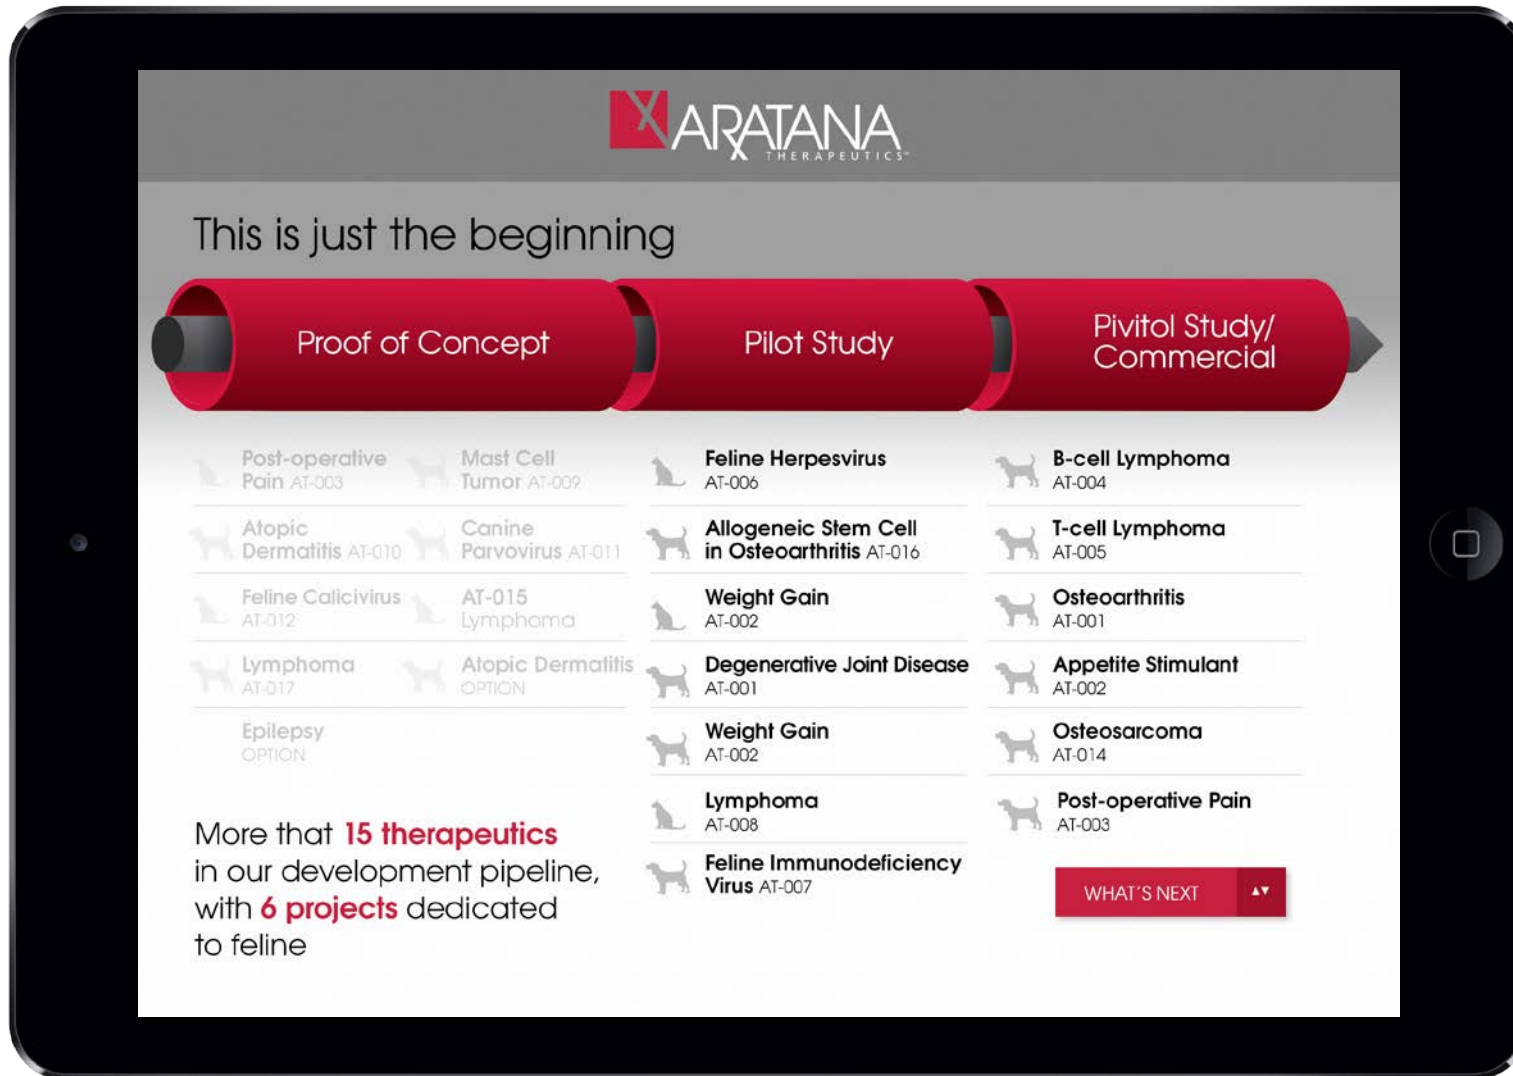 ARATANA
THERAPEUTICS™
This is just the beginning
Proof of Concept
Pilot Study
Pivitol Study/
Commercial
Post-operative
Pain AT-003
Mast Cell
Tumor AT-009
Atopic
Dermatitis AT-010
Canine
Parvovirus AT-011
Feline Calicivirus
AT-012
AT-015
Lymphoma
Lymphoma
AT-017
Atopic Dermatitis
OPTION
Epilepsy
OPTION
Feline Herpesvirus
AT-006
Allogeneic Stem Cell
in Osteoarthritis AT-016
Weight Gain
AT-002
Degenerative Joint Disease
AT-001
Weight Gain
AT-002
Lymphoma
AT-008
Feline Immunodeficiency
Virus AT-007
B-cell Lymphoma
AT-004
T-cell Lymphoma
AT-005
Osteoarthritis
AT-001
Appetite Stimulant
AT-002
Osteosarcoma
AT-014
Post-operative Pain
AT-003
More that 15 therapeutics
in our development pipeline,
with 6 projects dedicated
to feline
WHAT'S NEXT